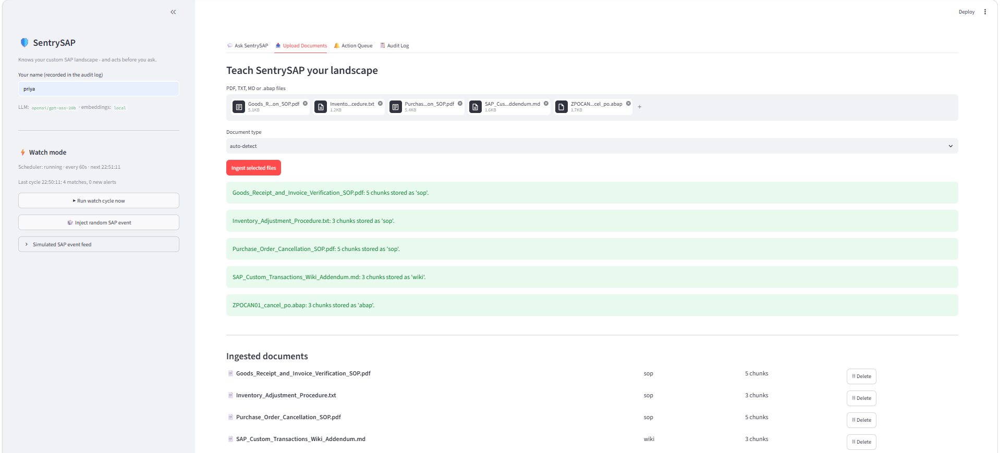 Deploy
SentrySAP
Knows your custom SAP landscape - and acts before you ask.
Your name (recorded in the audit log)
priya
LLM: openai/gpt-oss-20b · embeddings: local
Watch mode
Scheduler: running · every 60s · next 22:51:11
Last cycle 22:50:11: 4 matches, 0 new alerts
Run watch cycle now
Inject random SAP event
Simulated SAP event feed
Ask SentrySAP Upload Documents Action Queue Audit Log
Teach SentrySAP your landscape
PDF, TXT, MD or .abap files
Goods_R...on_SOP.pdf
5.1KB
Invento...cedure.txt
1.2KB
Purchas...on_SOP.pdf
5.4KB
SAP_Cus...ddendum.md
1.6KB
ZPOCAN...cel_po.abap
1.7KB
Document type
auto-detect
Ingest selected files
Goods_Receipt_and_Invoice_Verification_SOP.pdf: 5 chunks stored as 'sop'.
Inventory_Adjustment_Procedure.txt: 3 chunks stored as 'sop'.
Purchase_Order_Cancellation_SOP.pdf: 5 chunks stored as 'sop'.
SAP_Custom_Transactions_Wiki_Addendum.md: 3 chunks stored as 'wiki'.
ZPOCAN01_cancel_po.abap: 3 chunks stored as 'abap'.
Ingested documents
Goods_Receipt_and_Invoice_Verification_SOP.pdf sop 5 chunks Delete
Inventory_Adjustment_Procedure.txt sop 3 chunks Delete
Purchase_Order_Cancellation_SOP.pdf sop 5 chunks Delete
SAP_Custom_Transactions_Wiki_Addendum.md wiki 3 chunks Delete